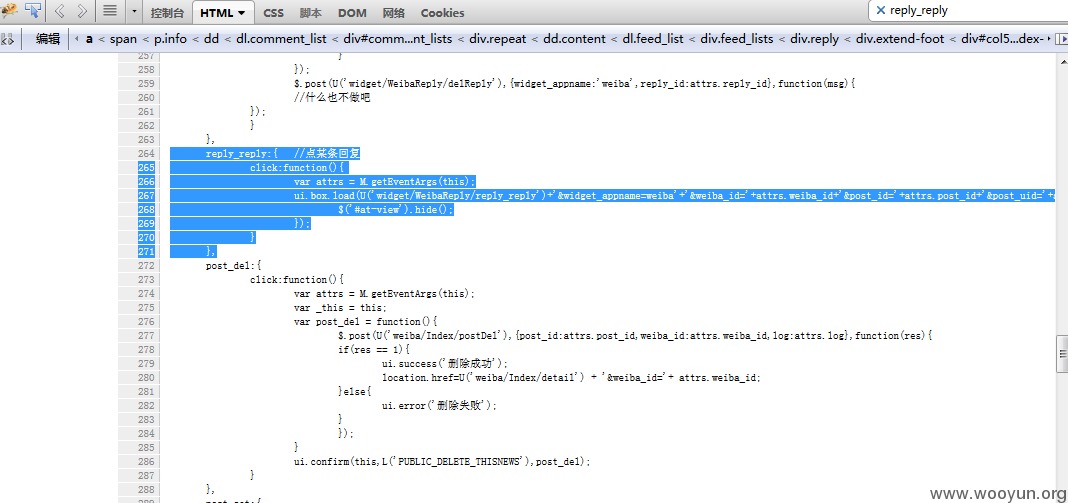 控制台 HTML CSS 脚本 DOM 网络 Cookies reply_reply
编辑 a < span < p.info < dd < dl.comment_list < div#comm...nt_lists < div.repeat < dd.content < dl.feed_list < div.feed_lists < div.reply < div.extend-foot < div#col5...dex-
257 }
258 });
259 $.post(U('widget/WeibaReply/delReply'),{widget_appname:'weiba',reply_id:attrs.reply_id},function(msg){
260 //什么也不做吧
261 });
262 }
263 },
264 reply_reply:{ //点某条回复
265 click:function(){
266 var attrs = M.getEventArgs(this);
267 ui.box.load(U('widget/WeibaReply/reply_reply')+'&widget_appname=weiba'+'&weiba_id='+attrs.weiba_id+'&post_id='+attrs.post_id+'&post_uid='+
268 $('#at-view').hide();
269 });
270 }
271 },
272 post_del:{
273 click:function(){
274 var attrs = M.getEventArgs(this);
275 var _this = this;
276 var post_del = function(){
277 $.post(U('weiba/Index/postDel'),{post_id:attrs.post_id,weiba_id:attrs.weiba_id,log:attrs.log},function(res){
278 if(res == 1){
279 ui.success('删除成功');
280 location.href=U('weiba/Index/detail') + '&weiba_id='+ attrs.weiba_id;
281 }else{
282 ui.error('删除失败');
283 }
284 });
285 }
286 ui.confirm(this,L('PUBLIC_DELETE_THISNEWS'),post_del);
287 }
288 },
289
www.wooyun.org